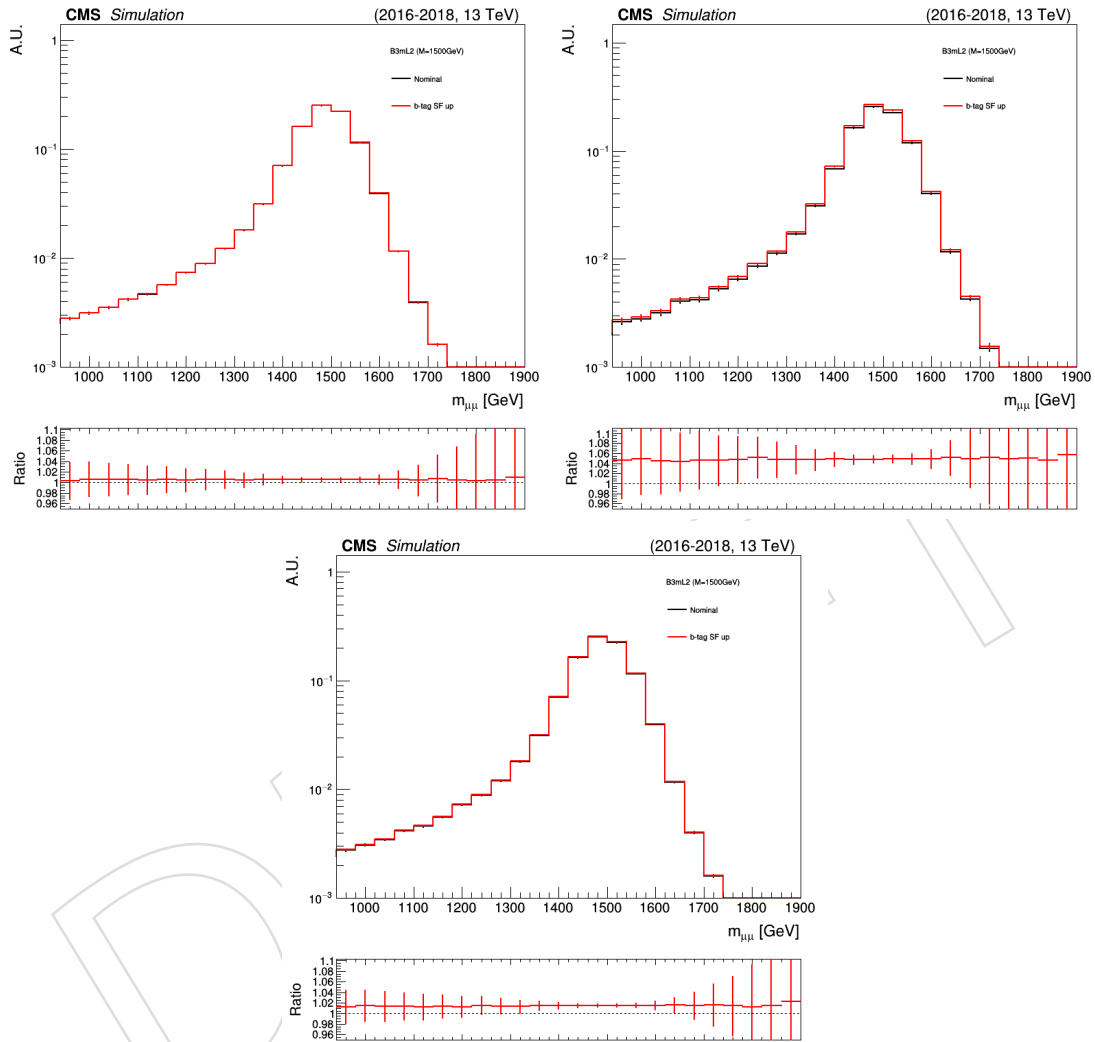 CMS Simulation (2016-2018, 13 TeV)
A.U.
B3mL2 (M=1500GeV)
Nominal
b-tag SF up
1
10⁻¹
10⁻²
10⁻³
1000 1100 1200 1300 1400 1500 1600 1700 1800 1900
mμμ [GeV]
Ratio
1.1
1.08
1.06
1.04
1.02
1
0.98
0.96
CMS Simulation (2016-2018, 13 TeV)
A.U.
B3mL2 (M=1500GeV)
Nominal
b-tag SF up
1
10⁻¹
10⁻²
10⁻³
1000 1100 1200 1300 1400 1500 1600 1700 1800 1900
mμμ [GeV]
Ratio
1.1
1.08
1.06
1.04
1.02
1
0.98
0.96
CMS Simulation (2016-2018, 13 TeV)
A.U.
B3mL2 (M=1500GeV)
Nominal
b-tag SF up
1
10⁻¹
10⁻²
10⁻³
1000 1100 1200 1300 1400 1500 1600 1700 1800 1900
mμμ [GeV]
Ratio
1.1
1.08
1.06
1.04
1.02
1
0.98
0.96